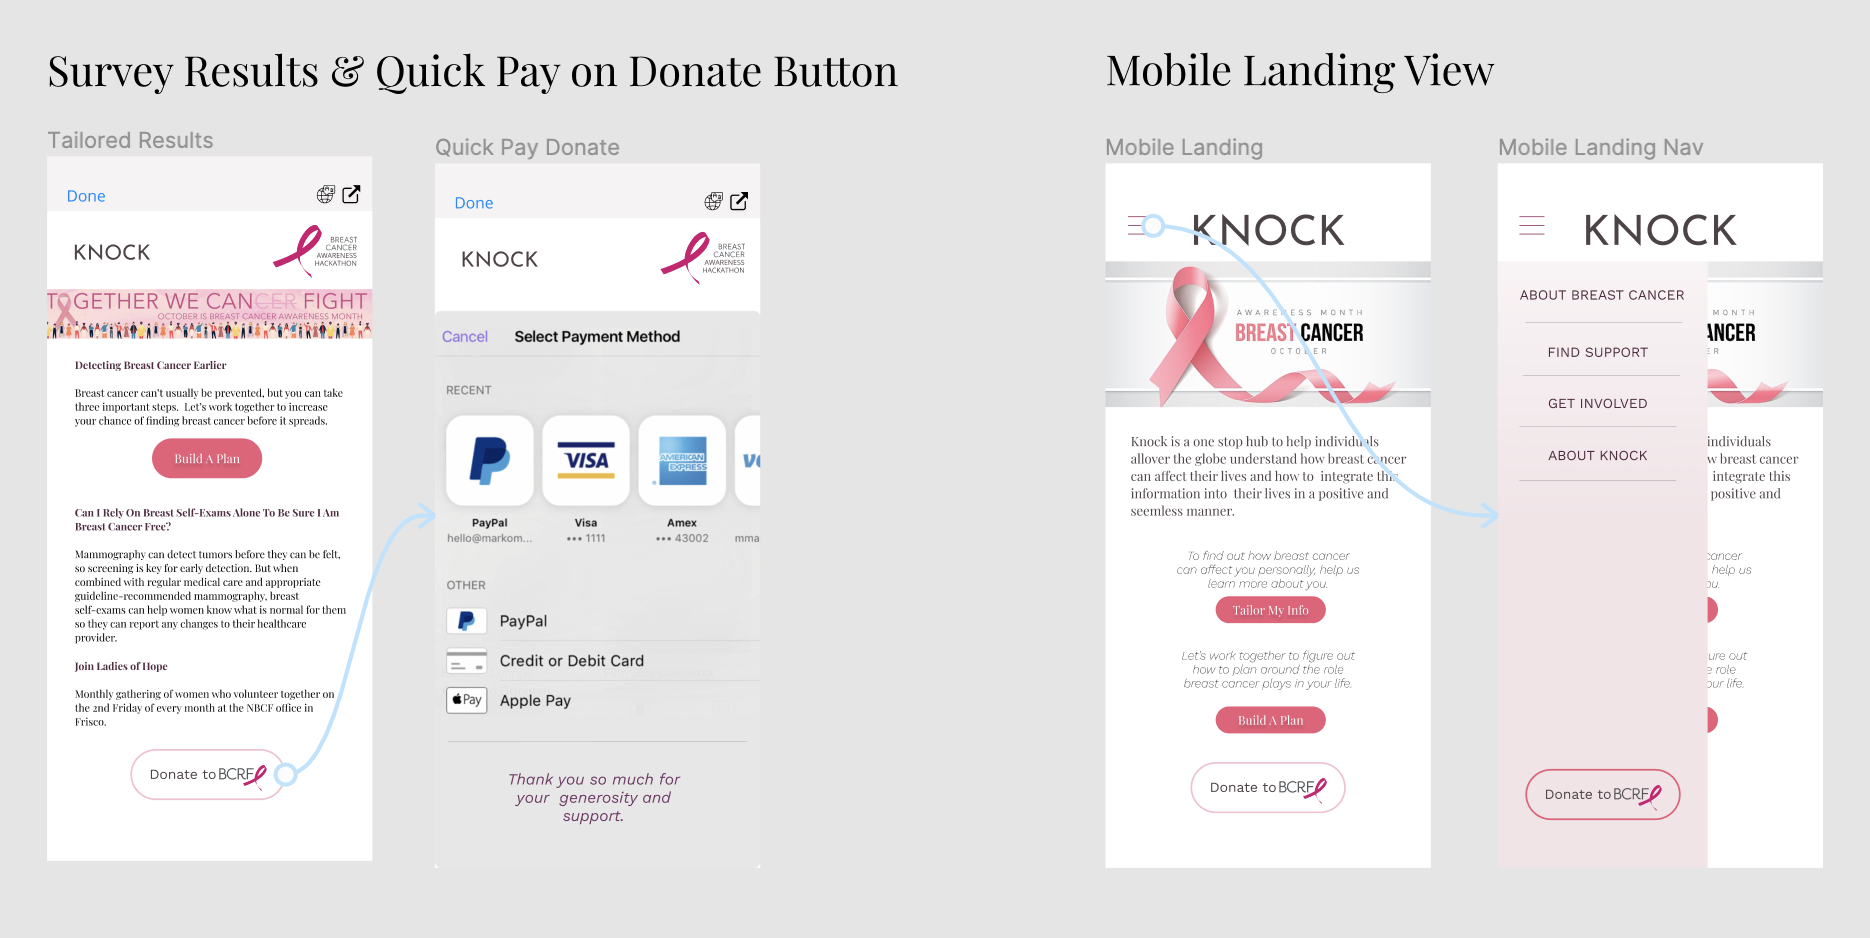 Survey Results & Quick Pay on Donate Button
Tailored Results
Done
KNOCK
BREAST
CANCER
AWARENESS
HACKATHON
TOGETHER WE CANCER FIGHT
OCTOBER IS BREAST CANCER AWARENESS MONTH
Detecting Breast Cancer Earlier
Breast cancer can't usually be prevented, but you can take
three important steps. Let's work together to increase
your chance of finding breast cancer before it spreads.
Build A Plan
Can I Rely On Breast Self-Exams Alone To Be Sure I Am
Breast Cancer Free?
Mammography can detect tumors before they can be felt,
so screening is key for early detection. But when
combined with regular medical care and appropriate
guideline-recommended mammography, breast
self-exams can help women know what is normal for them
so they can report any changes to their healthcare
provider.
Join Ladies of Hope
Monthly gathering of women who volunteer together on
the 2nd Friday of every month at the NBCF office in
Frisco.
Donate to BCRF
Quick Pay Donate
Done
KNOCK
BREAST
CANCER
AWARENESS
HACKATHON
Cancel
Select Payment Method
RECENT
VISA
AMERICAN
EXPRESS
PayPal
hello@markom...
Visa
••• 1111
Amex
••• 43002
mma
OTHER
PayPal
Credit or Debit Card
Pay
Apple Pay
Thank you so much for
your generosity and
support.
Mobile Landing View
Mobile Landing
KNOCK
AWARENESS MONTH
BREAST CANCER
OCTOBER
Knock is a one stop hub to help individuals
allover the globe understand how breast cancer
can affect their lives and how to integrate this
information into their lives in a positive and
seemless manner.
To find out how breast cancer
can affect you personally, help us
learn more about you.
Tailor My Info
Let's work together to figure out
how to plan around the role
breast cancer plays in your life.
Build A Plan
Donate to BCRF
Mobile Landing Nav
KNOCK
ABOUT BREAST CANCER
FIND SUPPORT
GET INVOLVED
ABOUT KNOCK
Donate to BCRF
MONTH
ANCER
ER
individuals
w breast cancer
integrate this
positive and
cancer
help us
ou.
ure out
e role
our life.